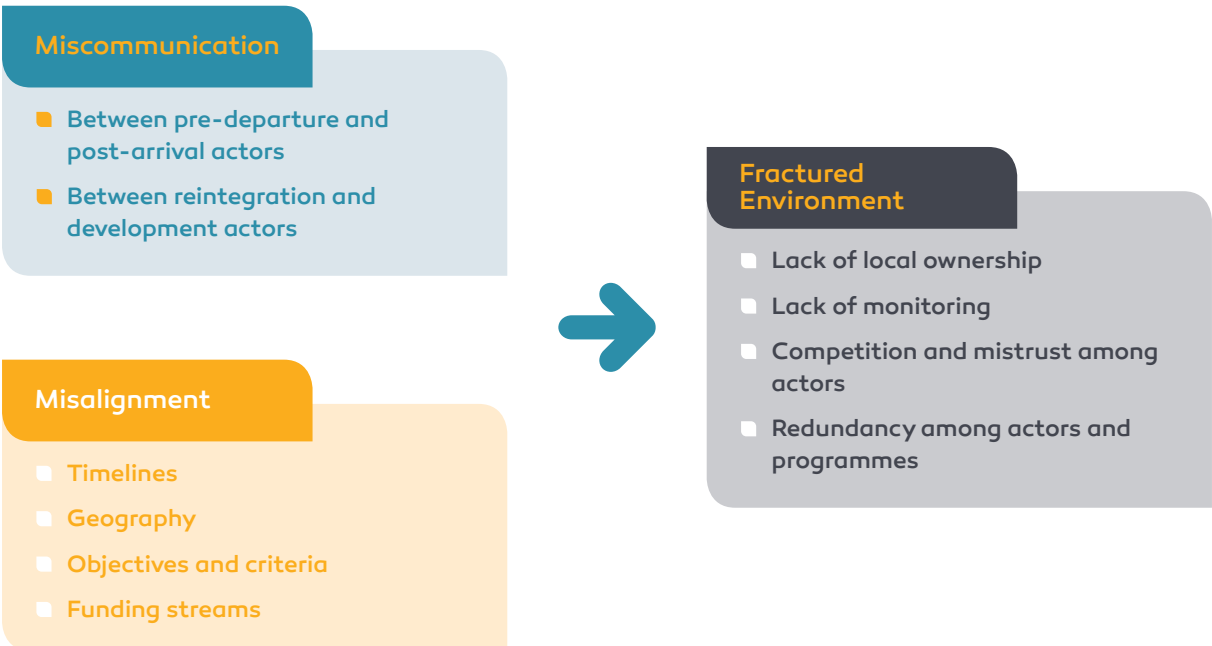 Miscommunication
Between pre-departure and
post-arrival actors
Between reintegration and
development actors
Misalignment
Timelines
Geography
Objectives and criteria
Funding streams
Fractured
Environment
Lack of local ownership
Lack of monitoring
Competition and mistrust among
actors
Redundancy among actors and
programmes